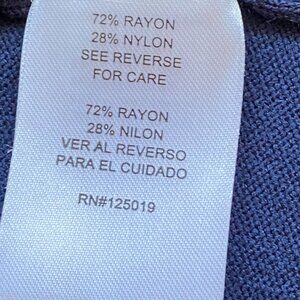 72% RAYON
28% NYLON
SEE REVERSE
FOR CARE
72% RAYON
28% NILON
VER AL REVERSO
PARA EL CUIDADO
RN#125019